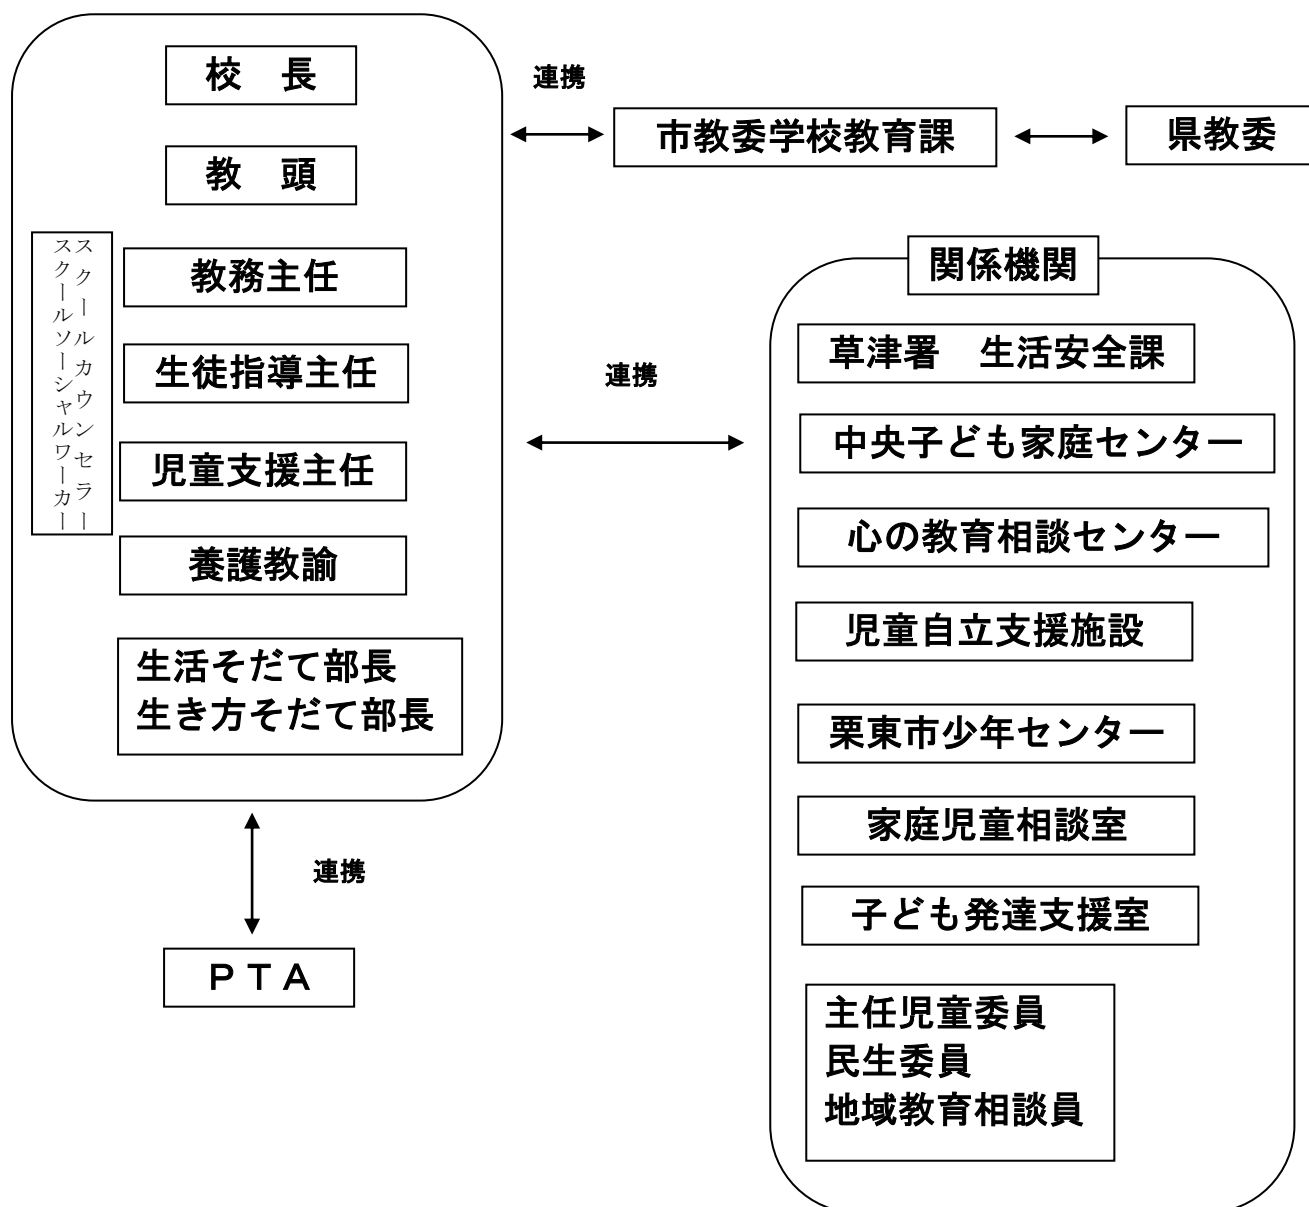 校　長
教　頭
スクールカウンセラー
スクールソーシャルワーカー
教務主任
生徒指導主任
児童支援主任
養護教諭
生活そだて部長
生き方そだて部長
連携
市教委学校教育課
県教委
連携
関係機関
草津署　生活安全課
中央子ども家庭センター
心の教育相談センター
児童自立支援施設
栗東市少年センター
家庭児童相談室
子ども発達支援室
主任児童委員
民生委員
地域教育相談員
連携
ＰＴＡ